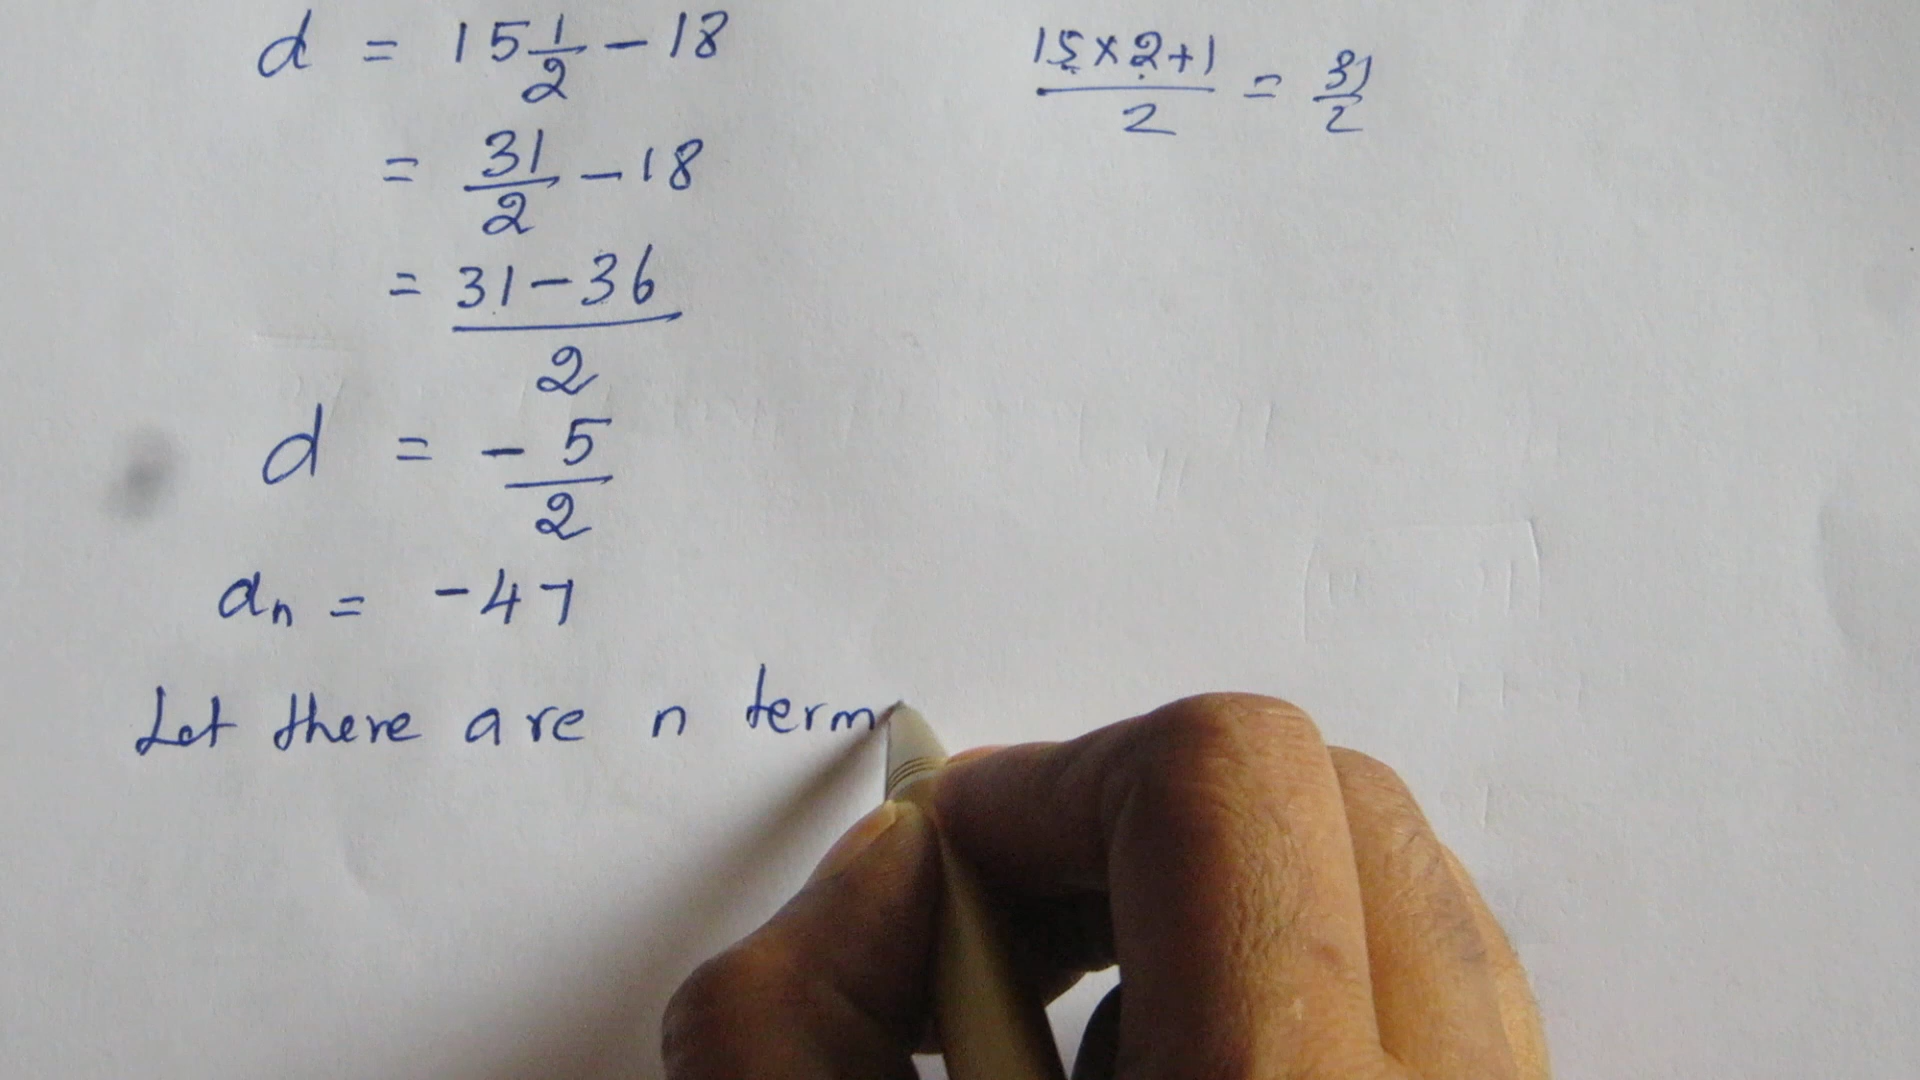 d = 15 1/2 - 18
15 × 2 + 1 / 2 = 31/2
= 31/2 - 18
= 31 - 36 / 2
d = - 5/2
an = - 47
Let there are n term